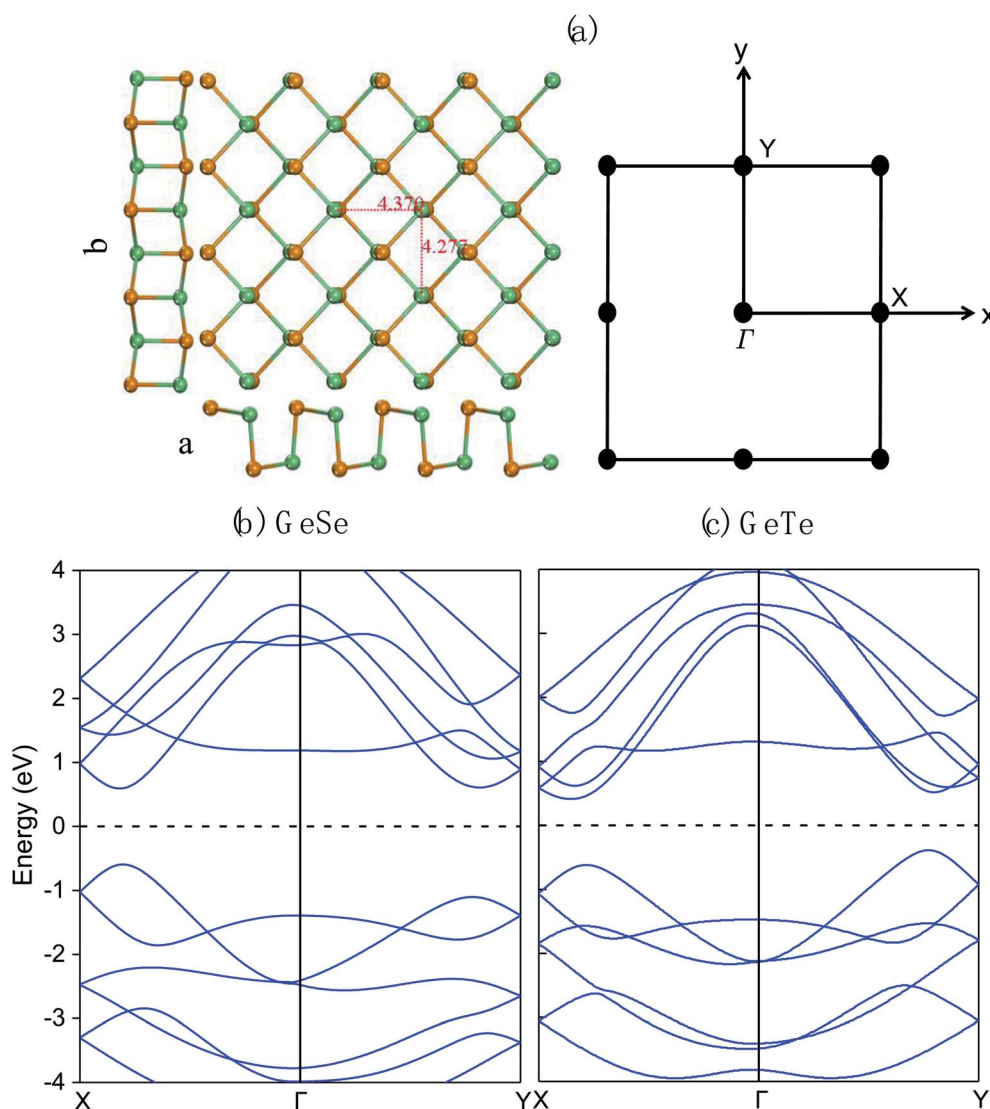 (a)
b
4.370
4.277
a
y
Y
X
x
Γ
(b) GeSe
(c) GeTe
Energy (eV)
4
3
2
1
0
-1
-2
-3
-4
X
Γ
Y
X
Γ
Y